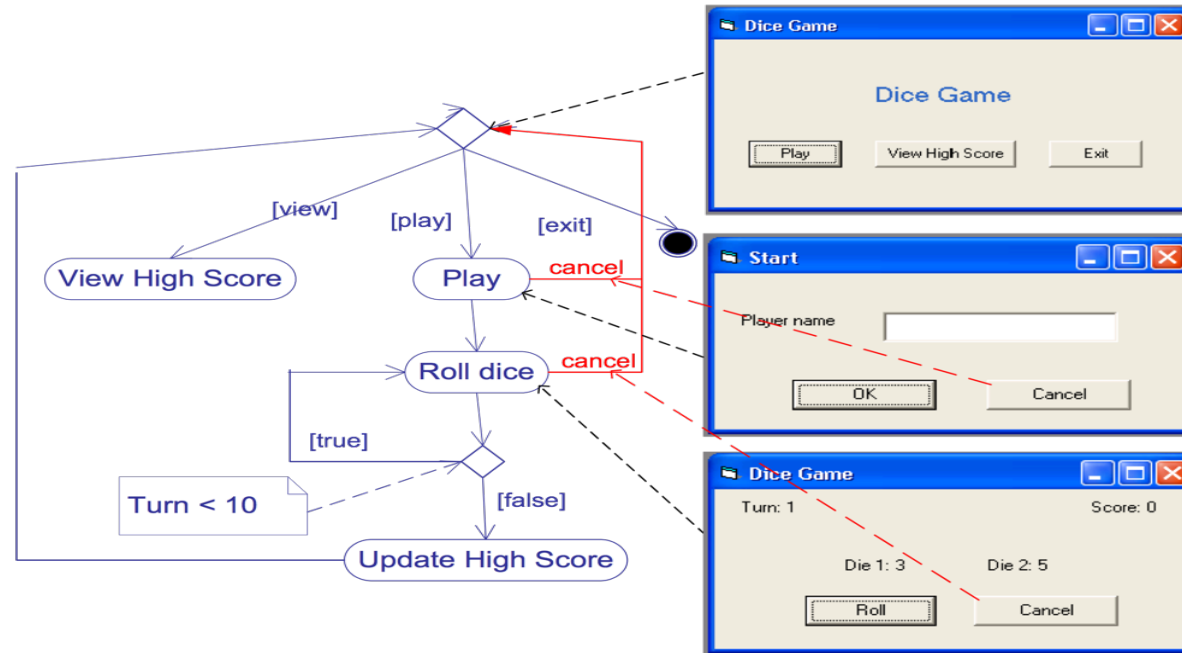 [view]
[play]
[exit]
View High Score
Play
cancel
Roll dice
cancel
[true]
Turn < 10
[false]
Update High Score
Dice Game
Dice Game
Play
View High Score
Exit
Start
Player name
OK
Cancel
Dice Game
Turn: 1
Score: 0
Die 1: 3
Die 2: 5
Roll
Cancel